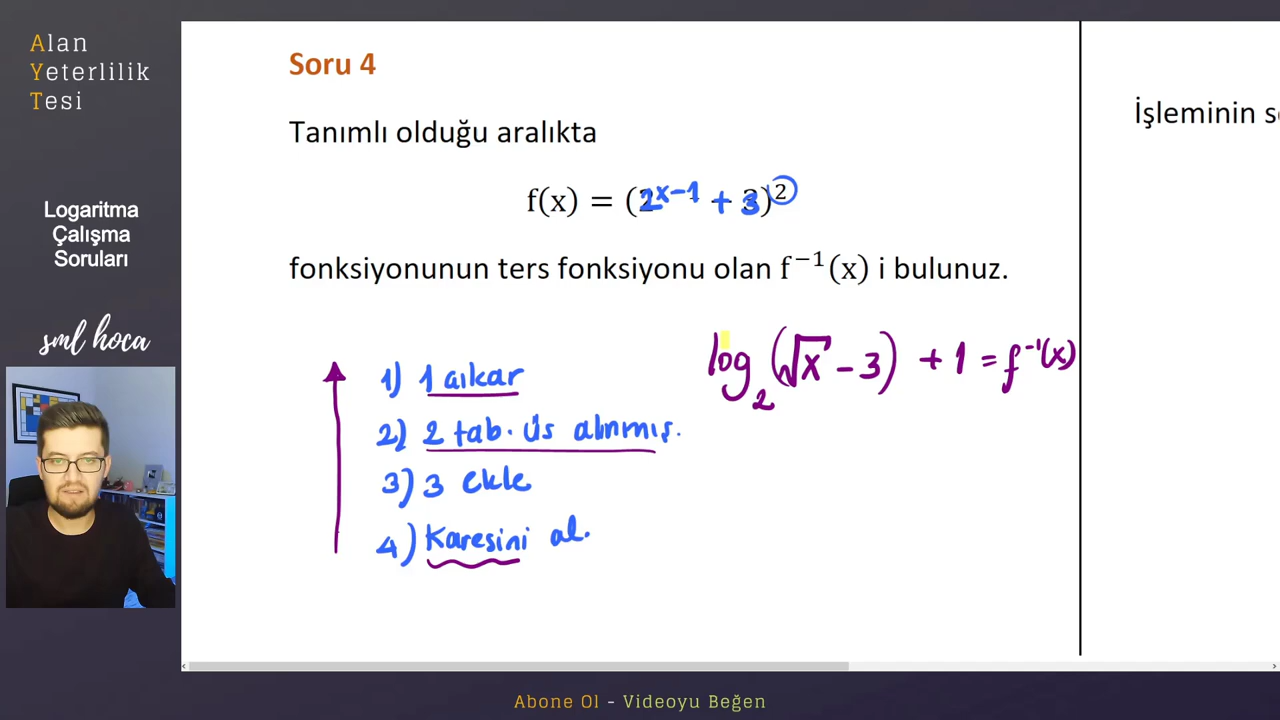 Alan
Yeterlilik
Tesi
Logaritma
Çalışma
Soruları
sml hoca
Soru 4
Tanımlı olduğu aralıkta
f(x) = (2^{x-1} + 3)^2
fonksiyonunun ters fonksiyonu olan f^{-1}(x) i bulunuz.
log_2 (√x - 3) + 1 = f^{-1}(x)
1) 1 çıkar
2) 2 tab. üs alınmış.
3) 3 ekle
4) Karesini al.
İşleminin
Abone Ol - Videoyu Beğen